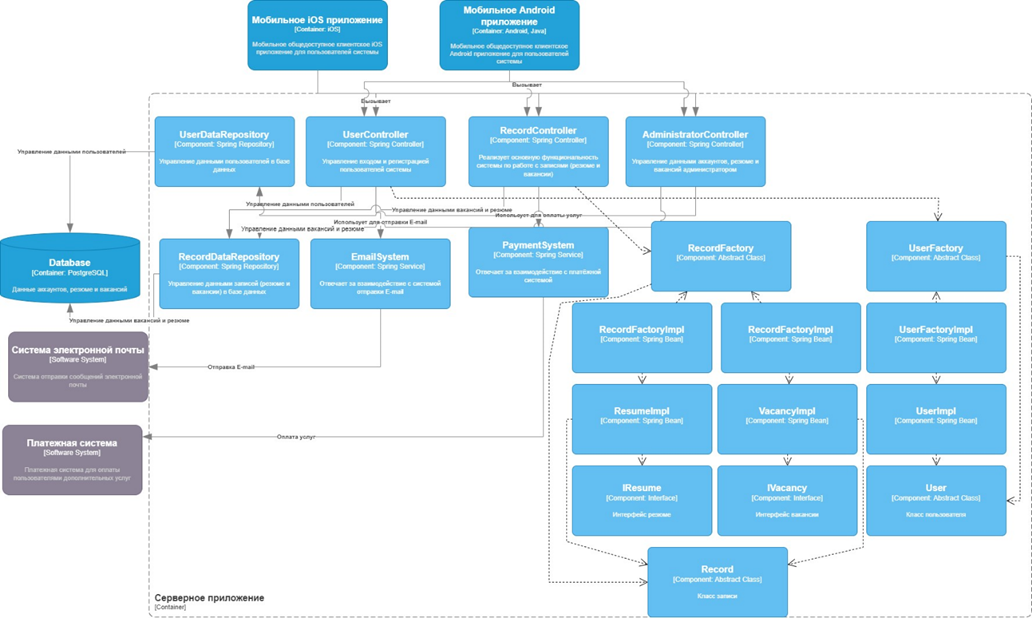 Мобильное iOS приложение
[Container: iOS]
Мобильное общедоступное клиентское iOS
приложение для пользователей системы
Мобильное Android
приложение
[Container: Android, Java]
Мобильное общедоступное клиентское
Android приложение для пользователей
системы
Вызывает
Вызывает
UserDataRepository
[Component: Spring Repository]
Управление данными пользователей в базе
данных
UserController
[Component: Spring Controller]
Управление входом и регистрацией
пользователей системы
RecordController
[Component: Spring Controller]
Реализует основную функциональность
системы по работе с записями (резюме и
вакансии)
AdministratorController
[Component: Spring Controller]
Управление данными аккаунтов, резюме и
вакансий администратором
Управление данными пользователей
Управление данными пользователей
Управление данными вакансий и резюме
Использует для оплаты услуг
Использует для отправки E-mail
Управление данными вакансий и резюме
Database
[Container: PostgreSQL]
Данные аккаунтов, резюме и вакансий
RecordDataRepository
[Component: Spring Repository]
Управление данными записей (резюме и
вакансии) в базе данных
EmailSystem
[Component: Spring Service]
Отвечает за взаимодействие с системой
отправки E-mail
PaymentSystem
[Component: Spring Service]
Отвечает за взаимодействие с платёжной
системой
RecordFactory
[Component: Abstract Class]
UserFactory
[Component: Abstract Class]
Управление данными вакансий и резюме
Система электронной почты
[Software System]
Система отправки сообщений электронной
почты
Отправка E-mail
RecordFactoryImpl
[Component: Spring Bean]
RecordFactoryImpl
[Component: Spring Bean]
UserFactoryImpl
[Component: Spring Bean]
ResumeImpl
[Component: Spring Bean]
VacancyImpl
[Component: Spring Bean]
UserImpl
[Component: Spring Bean]
Платежная система
[Software System]
Платежная система для оплаты
пользователями дополнительных услуг
Оплата услуг
IResume
[Component: Interface]
Интерфейс резюме
IVacancy
[Component: Interface]
Интерфейс вакансии
User
[Component: Abstract Class]
Класс пользователя
Record
[Component: Abstract Class]
Класс записи
Серверное приложение
[Container]